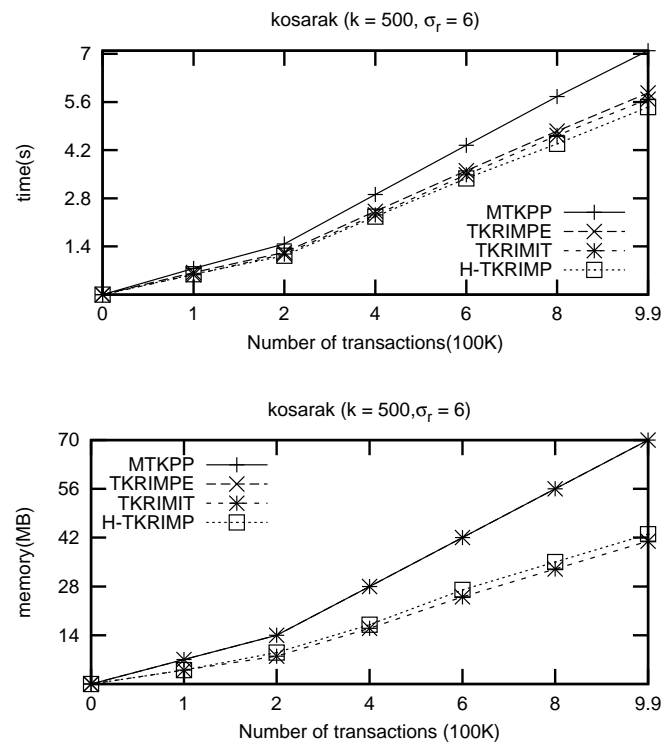 kosarak (k = 500, σr = 6)
7
5.6
4.2
2.8
1.4
time(s)
MTKPP
TKRIMPE
TKRIMIT
H-TKRIMP
0 1 2 4 6 8 9.9
Number of transactions(100K)
kosarak (k = 500,σr = 6)
70
56
42
28
14
memory(MB)
MTKPP
TKRIMPE
TKRIMIT
H-TKRIMP
0 1 2 4 6 8 9.9
Number of transactions (100K)